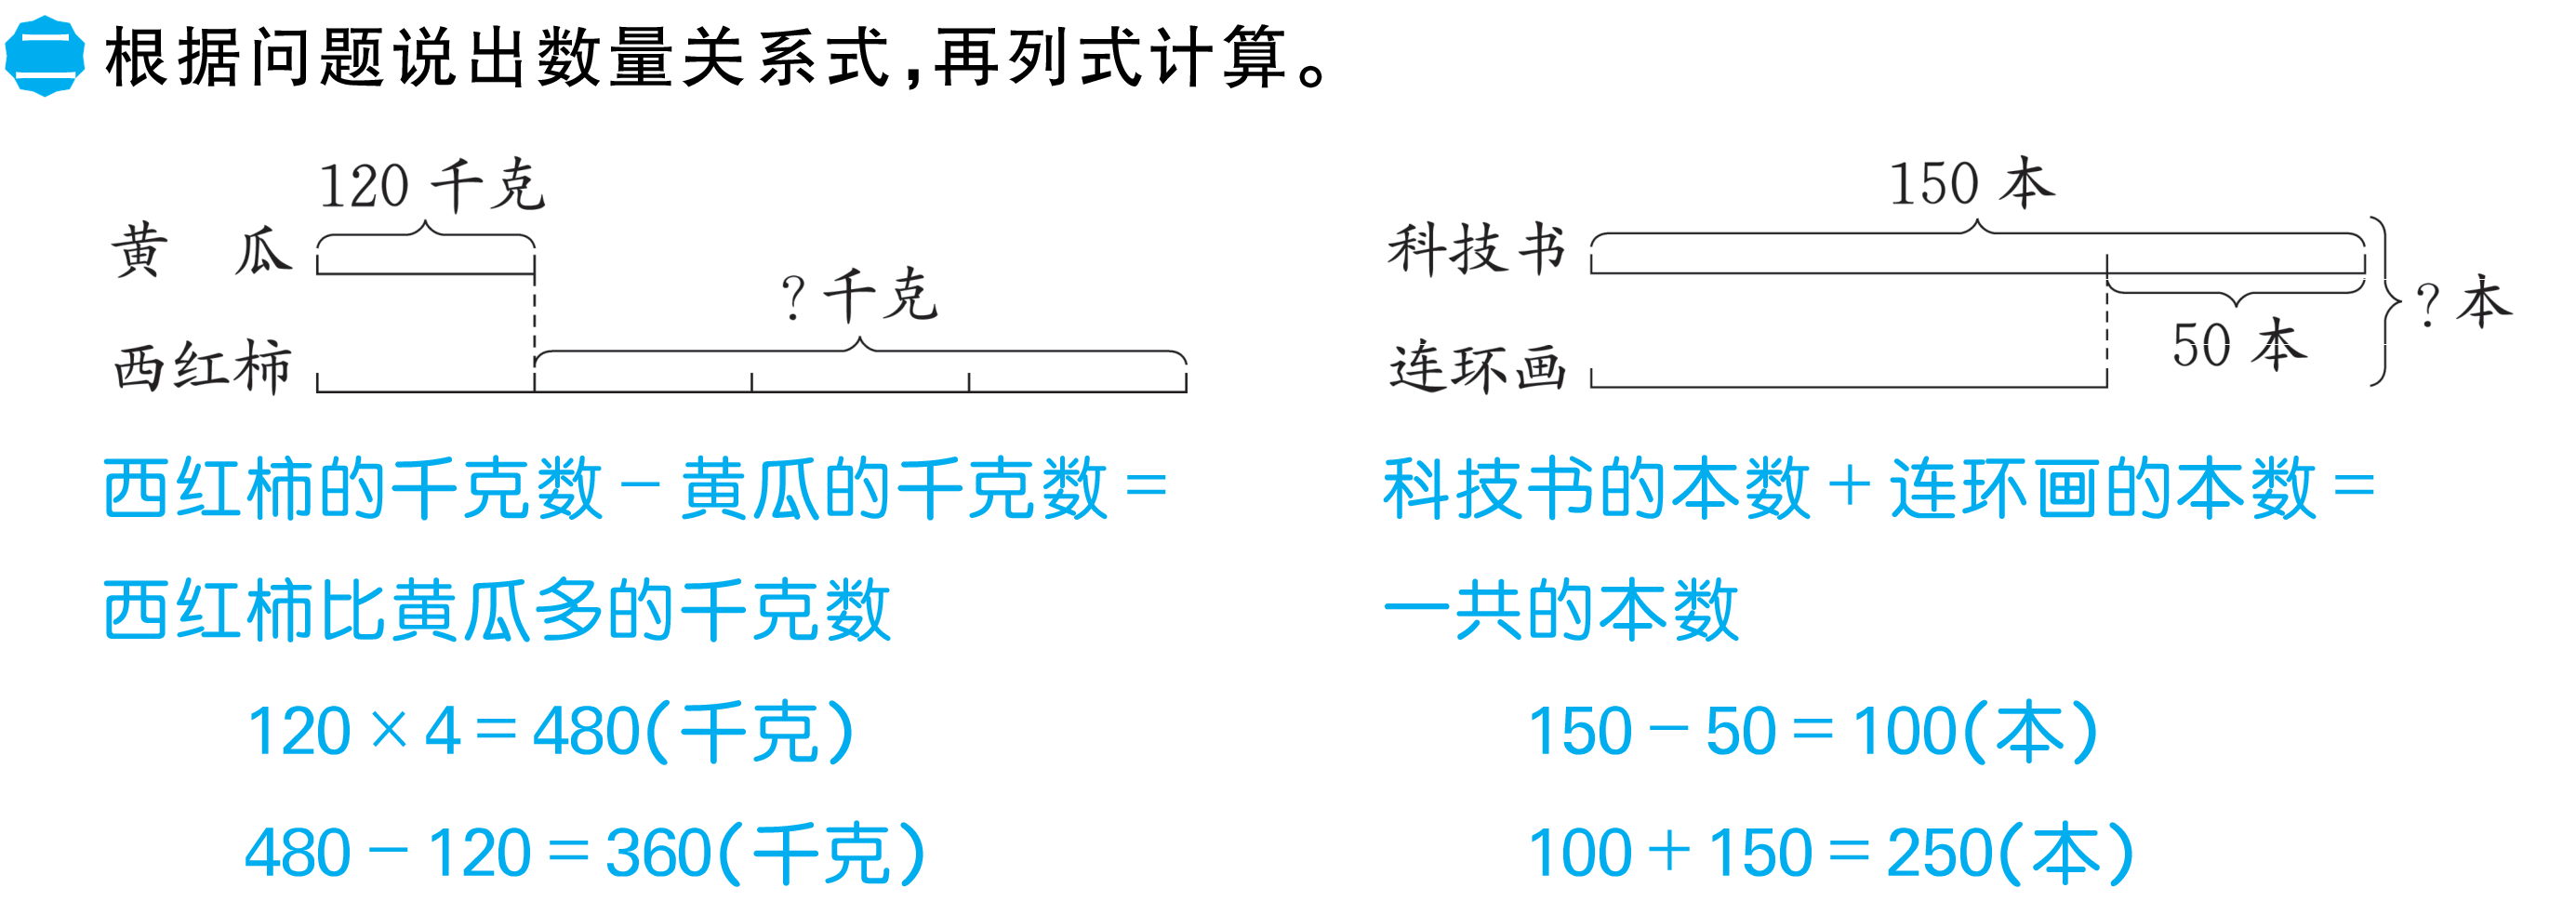 二 根据问题说出数量关系式,再列式计算。
120 千克
黄 瓜
? 千克
西红柿
西红柿的千克数－黄瓜的千克数＝
西红柿比黄瓜多的千克数
120×4＝480(千克)
480－120＝360(千克)
150 本
科技书
? 本
50 本
连环画
科技书的本数＋连环画的本数＝
一共的本数
150－50＝100(本)
100＋150＝250(本)